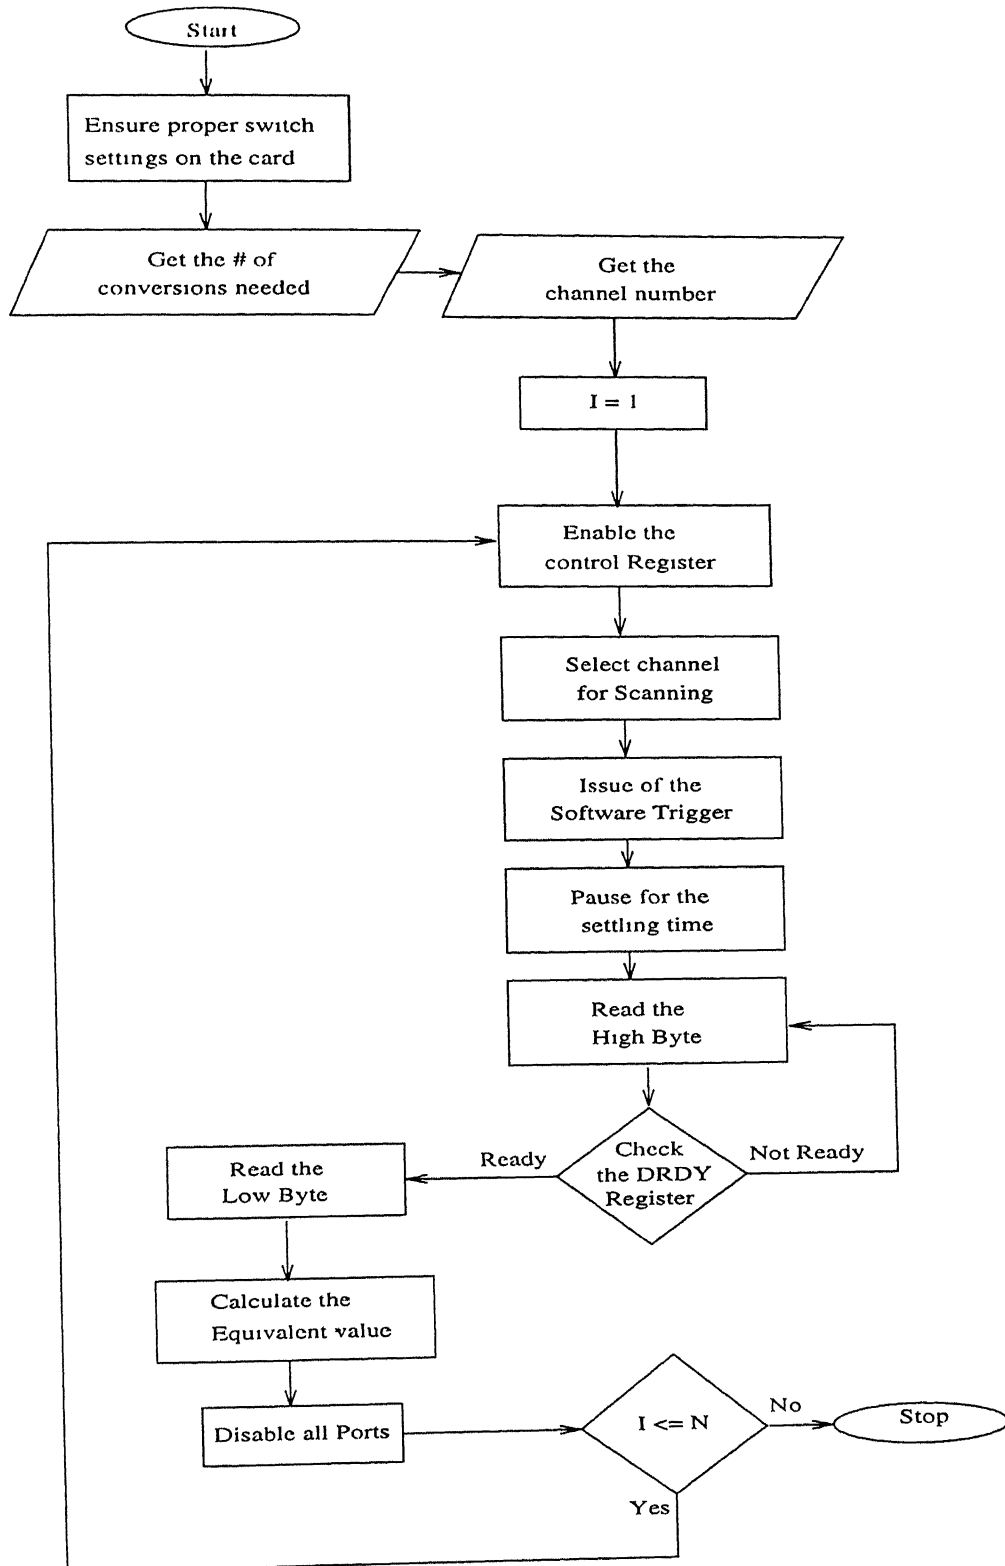 Start
Ensure proper switch
settings on the card
Get the # of
conversions needed
Get the
channel number
I = 1
Enable the
control Register
Select channel
for Scanning
Issue of the
Software Trigger
Pause for the
settling time
Read the
High Byte
Check
the DRDY
Register
Not Ready
Ready
Read the
Low Byte
Calculate the
Equivalent value
Disable all Ports
I <= N
No
Stop
Yes